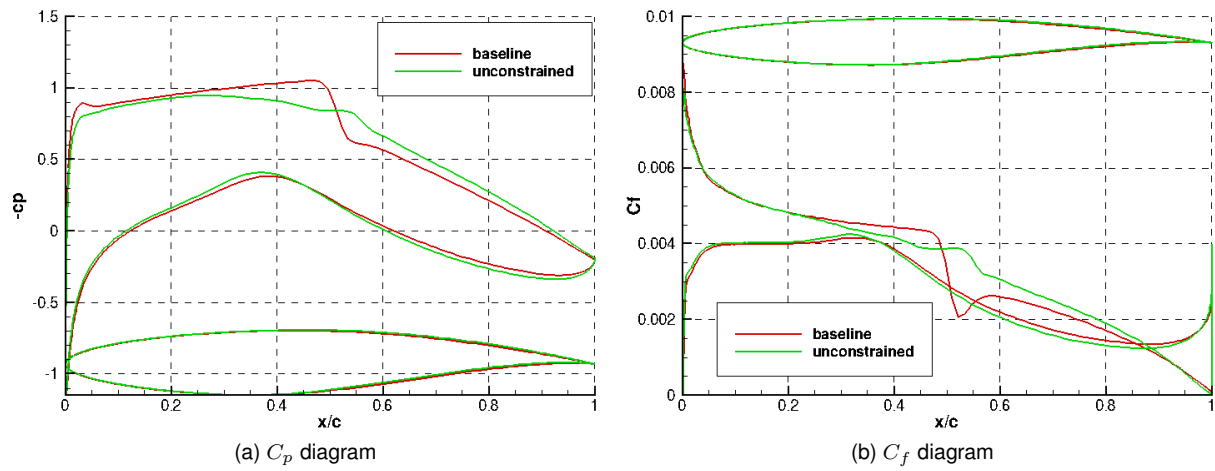 1.5
1
0.5
0
-0.5
-1
-cp
baseline
unconstrained
0 0.2 0.4 0.6 0.8 1
x/c
(a) Cp diagram
0.01
0.008
0.006
0.004
0.002
0
Cf
baseline
unconstrained
0 0.2 0.4 0.6 0.8 1
x/c
(b) Cf diagram